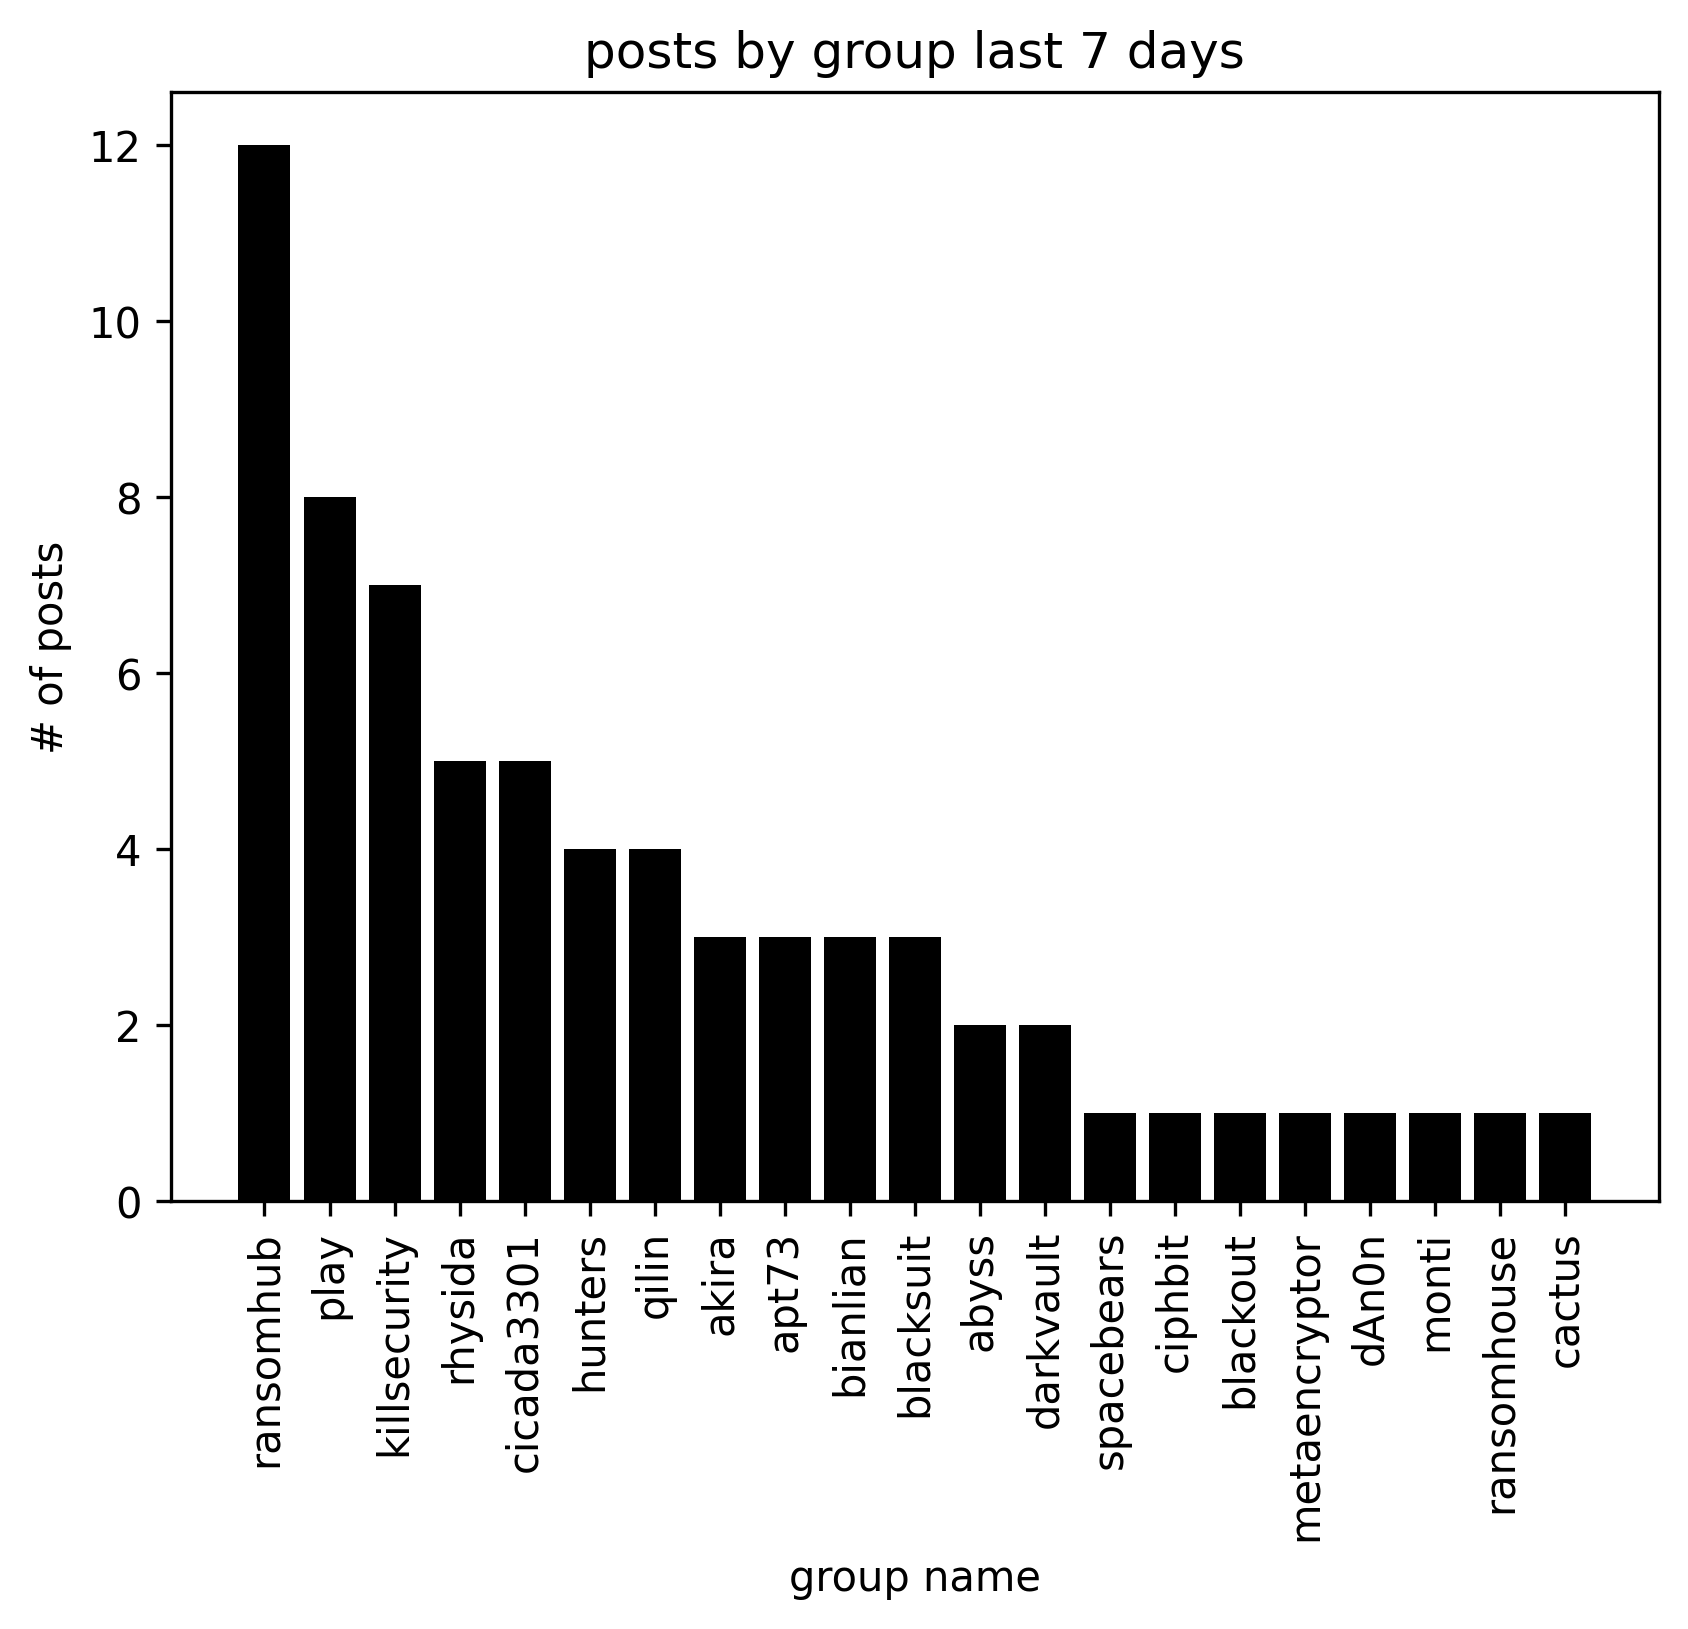 posts by group last 7 days
12
10
8
6
4
2
0
# of posts
ransomhub
play
killsecurity
rhysida
cicada3301
hunters
qilin
akira
apt73
bianlian
blacksuit
abyss
darkvault
spacebears
ciphbit
blackout
metaencryptor
dAn0n
monti
ransomhouse
cactus
group name